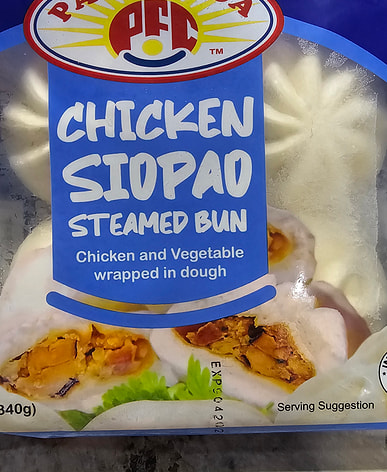 PFC
TM
CHICKEN
SIOPAO
STEAMED BUN
Chicken and Vegetable
wrapped in dough
340g)
Serving Suggestion